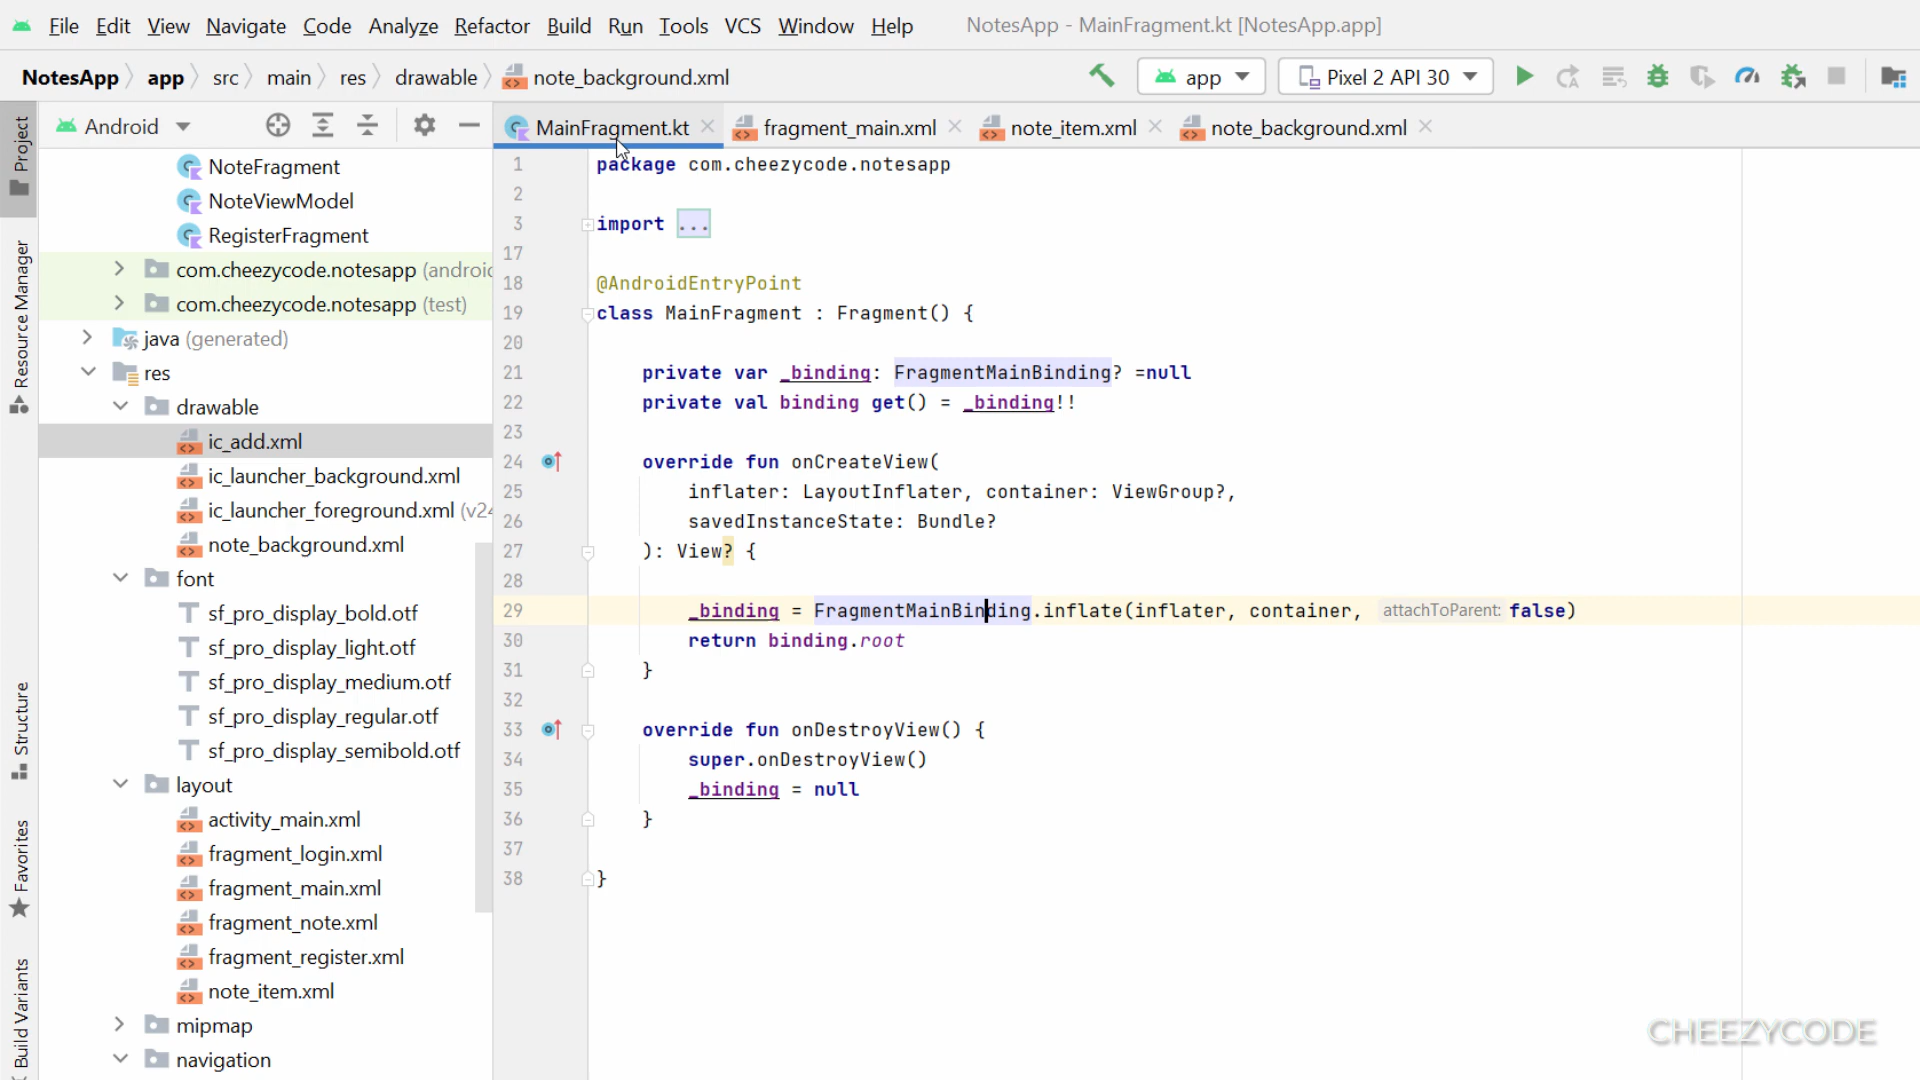 File Edit View Navigate Code Analyze Refactor Build Run Tools VCS Window Help NotesApp - MainFragment.kt [NotesApp.app]
NotesApp app src main res drawable note_background.xml app Pixel 2 API 30
Project
Resource Manager
Structure
Favorites
Build Variants
Android
NoteFragment
NoteViewModel
RegisterFragment
com.cheezycode.notesapp (androic
com.cheezycode.notesapp (test)
java (generated)
res
drawable
ic_add.xml
ic_launcher_background.xml
ic_launcher_foreground.xml (v24
note_background.xml
font
sf_pro_display_bold.otf
sf_pro_display_light.otf
sf_pro_display_medium.otf
sf_pro_display_regular.otf
sf_pro_display_semibold.otf
layout
activity_main.xml
fragment_login.xml
fragment_main.xml
fragment_note.xml
fragment_register.xml
note_item.xml
mipmap
navigation
MainFragment.kt fragment_main.xml note_item.xml note_background.xml
1 package com.cheezycode.notesapp
2
3 import ...
17
18 @AndroidEntryPoint
19 class MainFragment : Fragment() {
20
21 private var _binding: FragmentMainBinding? =null
22 private val binding get() = _binding!!
23
24 override fun onCreateView(
25 inflater: LayoutInflater, container: ViewGroup?,
26 savedInstanceState: Bundle?
27 ): View? {
28
29 _binding = FragmentMainBinding.inflate(inflater, container, attachToParent: false)
30 return binding.root
31 }
32
33 override fun onDestroyView() {
34 super.onDestroyView()
35 _binding = null
36 }
37
38 }
CHEEZYCODE